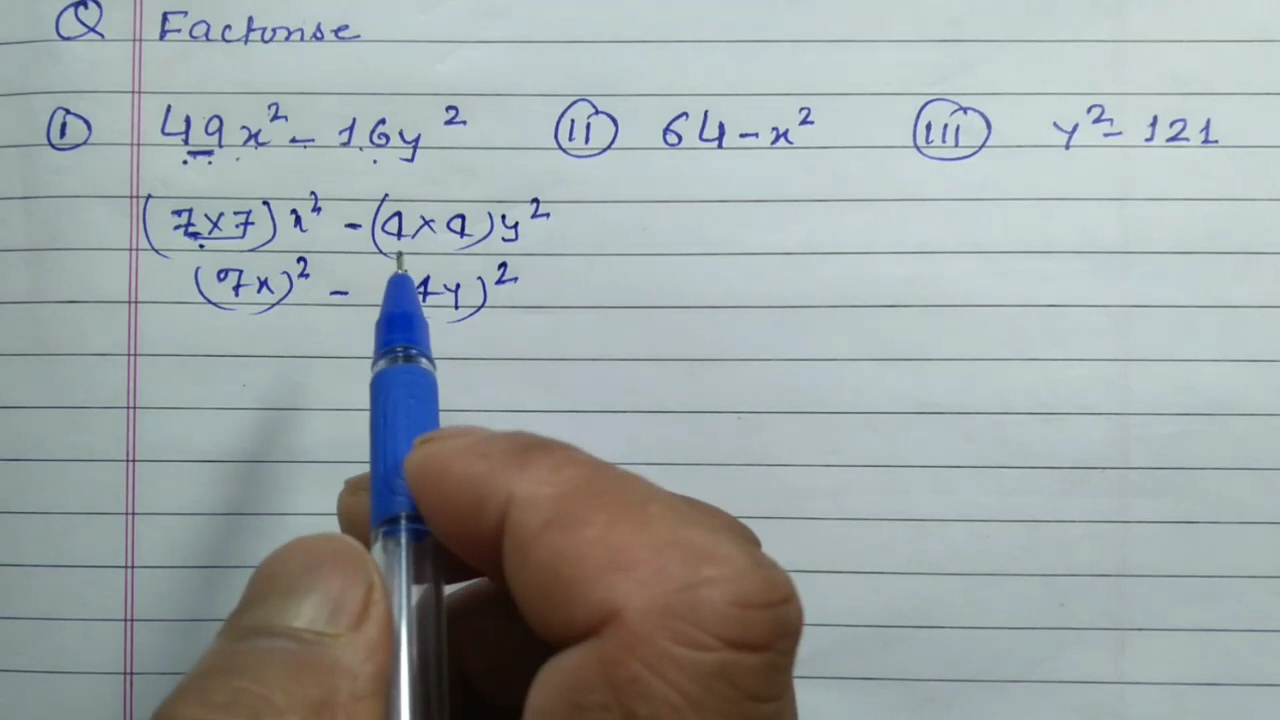 Q Factorise
(i) 49x² - 16y² (ii) 64 - x² (iii) y² - 121
(7×7)x² - (4×4)y²
(7x)² - 4y)²